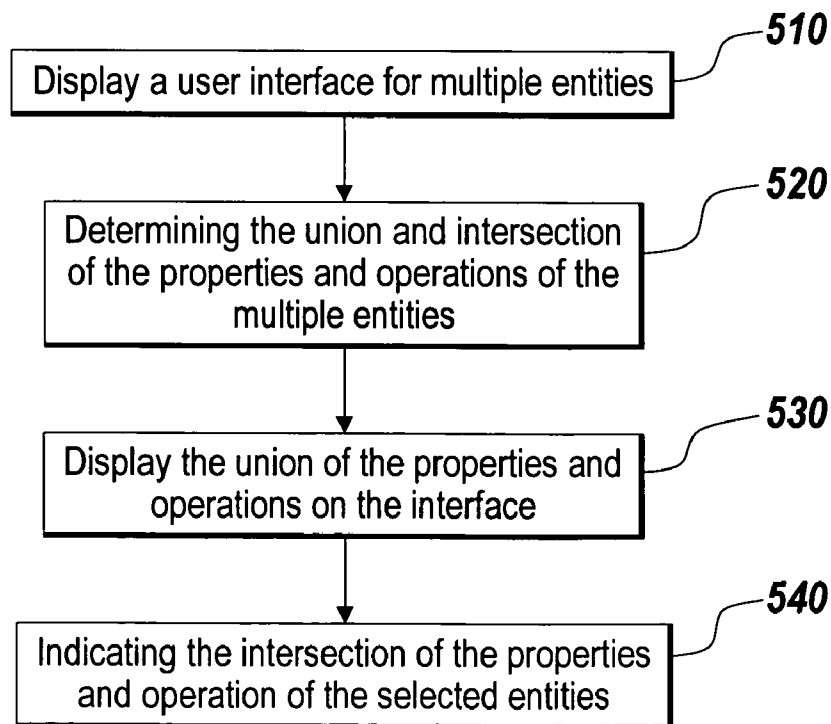 510
Display a user interface for multiple entities
520
Determining the union and intersection
of the properties and operations of the
multiple entities
530
Display the union of the properties and
operations on the interface
540
Indicating the intersection of the properties
and operation of the selected entities